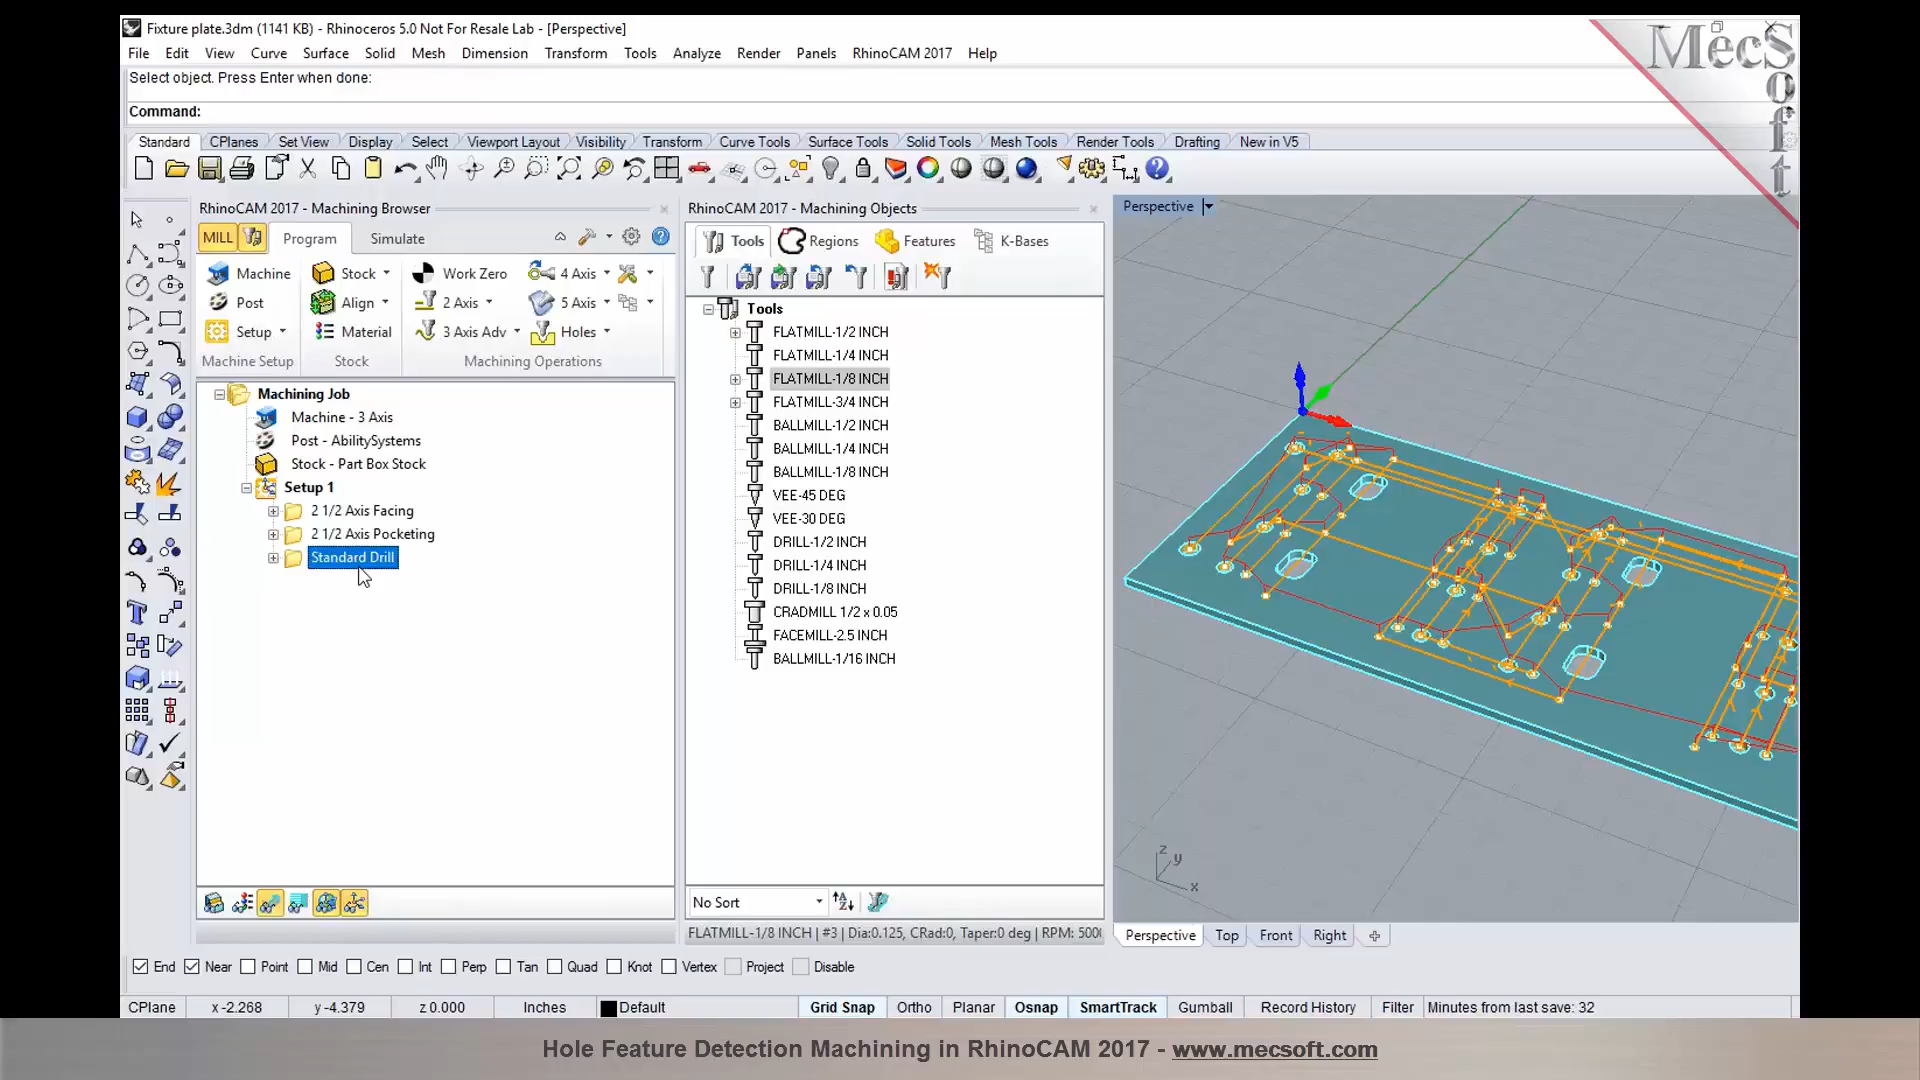 Fixture plate.3dm (1141 KB) - Rhinoceros 5.0 Not For Resale Lab - [Perspective]
File Edit View Curve Surface Solid Mesh Dimension Transform Tools Analyze Render Panels RhinoCAM 2017 Help
Select object. Press Enter when done:
Command:
Standard CPlanes Set View Display Select Viewport Layout Visibility Transform Curve Tools Surface Tools Solid Tools Mesh Tools Render Tools Drafting New in V5
MecSoft
RhinoCAM 2017 - Machining Browser
MILL Program Simulate
Machine Stock Work Zero 4 Axis
Post Align 2 Axis 5 Axis
Setup Material 3 Axis Adv Holes
Machine Setup Stock Machining Operations
Machining Job
Machine - 3 Axis
Post - AbilitySystems
Stock - Part Box Stock
Setup 1
2 1/2 Axis Facing
2 1/2 Axis Pocketing
Standard Drill
RhinoCAM 2017 - Machining Objects
Tools Regions Features K-Bases
Tools
FLATMILL-1/2 INCH
FLATMILL-1/4 INCH
FLATMILL-1/8 INCH
FLATMILL-3/4 INCH
BALLMILL-1/2 INCH
BALLMILL-1/4 INCH
BALLMILL-1/8 INCH
VEE-45 DEG
VEE-30 DEG
DRILL-1/2 INCH
DRILL-1/4 INCH
DRILL-1/8 INCH
CRADMILL 1/2 x 0.05
FACEMILL-2.5 INCH
BALLMILL-1/16 INCH
No Sort
FLATMILL-1/8 INCH | #3 | Dia:0.125, CRad:0, Taper:0 deg | RPM: 500
Perspective
z
y
x
Perspective Top Front Right
End Near Point Mid Cen Int Perp Tan Quad Knot Vertex Project Disable
CPlane x -2.268 y -4.379 z 0.000 Inches Default Grid Snap Ortho Planar Osnap SmartTrack Gumball Record History Filter Minutes from last save: 32
Hole Feature Detection Machining in RhinoCAM 2017 - www.mecsoft.com